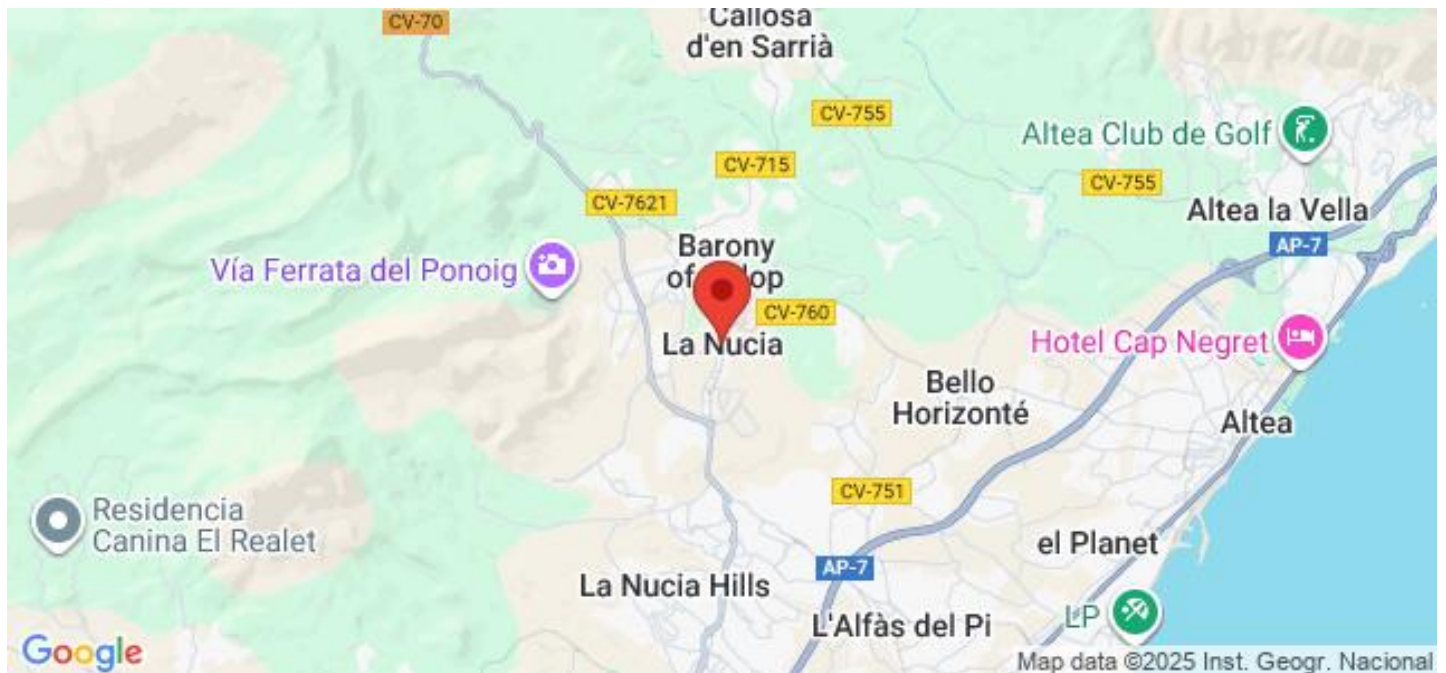 CV-70
Callosa
d'en Sarrià
CV-755
Altea Club de Golf
CV-715
CV-755
CV-7621
Altea la Vella
Barony
AP-7
Vía Ferrata del Ponoig
CV-760
La Nucia
Hotel Cap Negret
Bello
Horizonté
Altea
CV-751
Residencia
Canina El Realet
el Planet
AP-7
La Nucia Hills
LP
L'Alfàs del Pi
Google
Map data ©2025 Inst. Geogr. Nacional